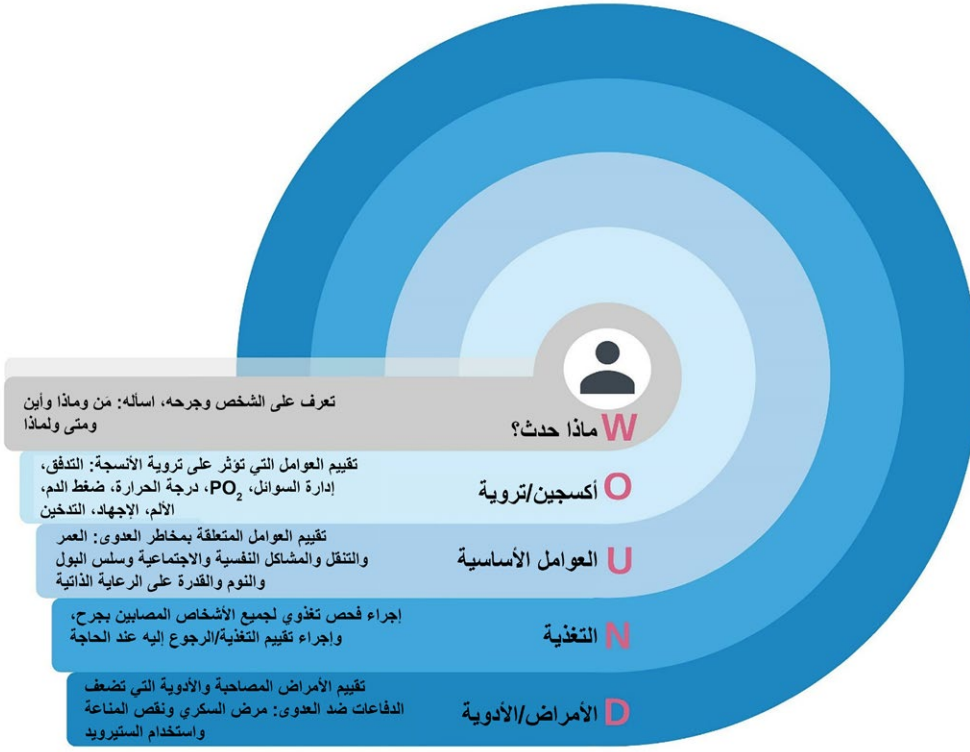 W ماذا حدث؟
تعرف على الشخص وجرحه، اسأله: مَن وماذا وأين
ومتى ولماذا
O أكسجين/تروية
تقييم العوامل التي تؤثر على تروية الأنسجة: التدفق،
إدارة السوائل، PO₂، درجة الحرارة، ضغط الدم،
الألم، الإجهاد، التدخين
U العوامل الأساسية
تقييم العوامل المتعلقة بمخاطر العدوى: العمر
والتنقل والمشاكل النفسية والاجتماعية وسلس البول
والنوم والقدرة على الرعاية الذاتية
N التغذية
إجراء فحص تغذوي لجميع الأشخاص المصابين بجرح،
وإجراء تقييم التغذية/الرجوع إليه عند الحاجة
D الأمراض/الأدوية
تقييم الأمراض المصاحبة والأدوية التي تضعف
الدفاعات ضد العدوى: مرض السكري ونقص المناعة
واستخدام الستيرويد